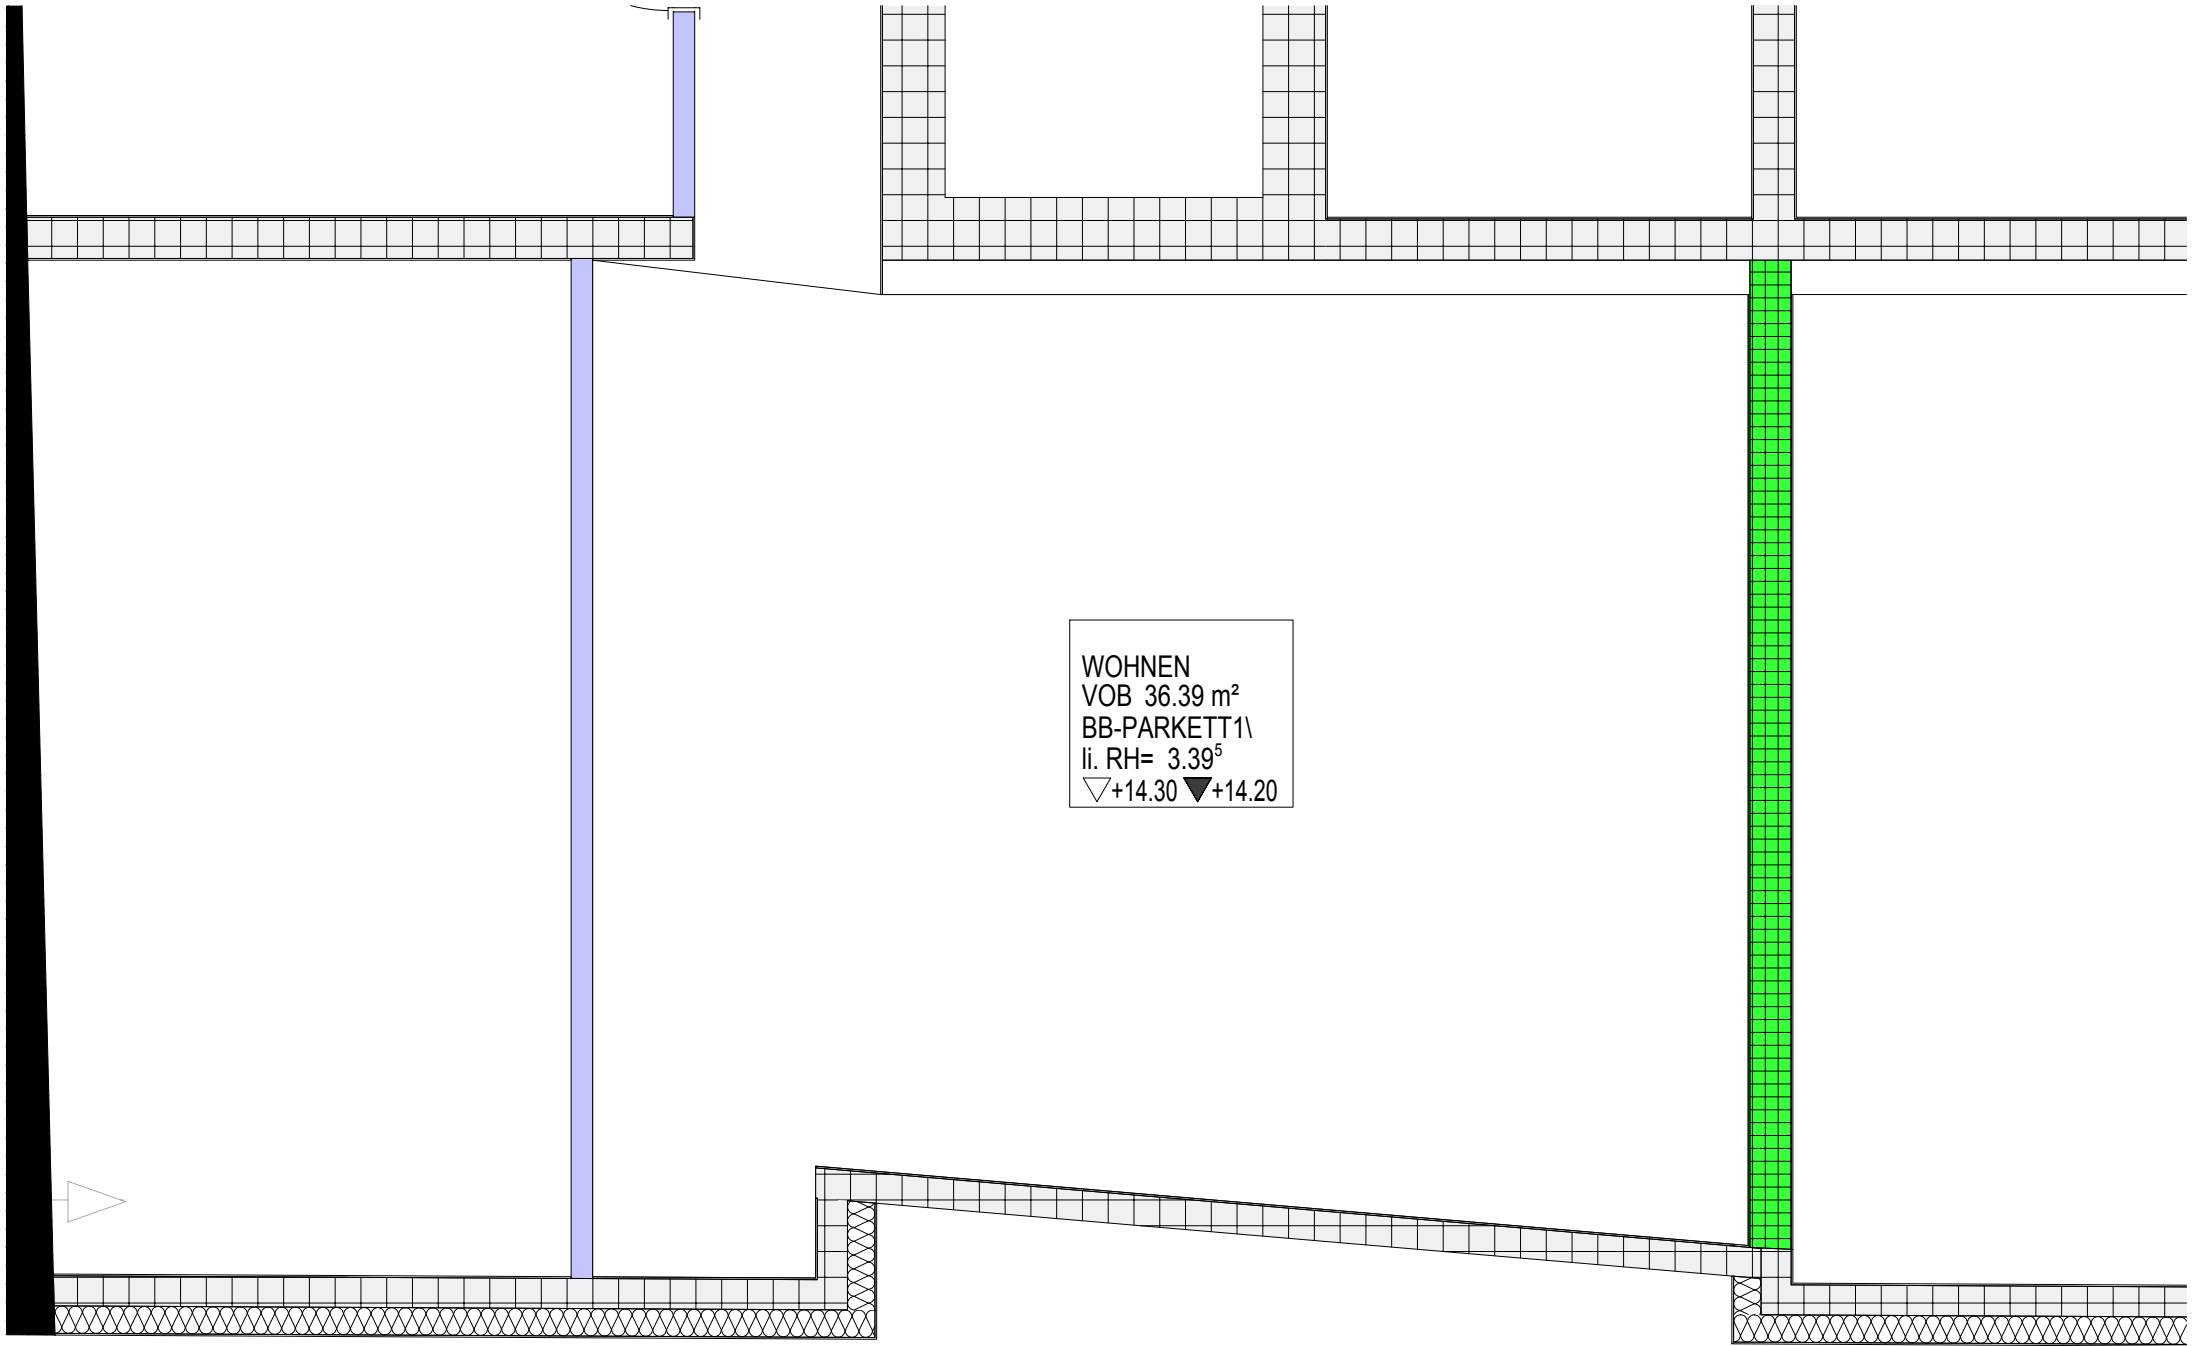 WOHNEN
VOB 36.39 m²
BB-PARKETT1\
li. RH= 3.39⁵
+14.30 +14.20